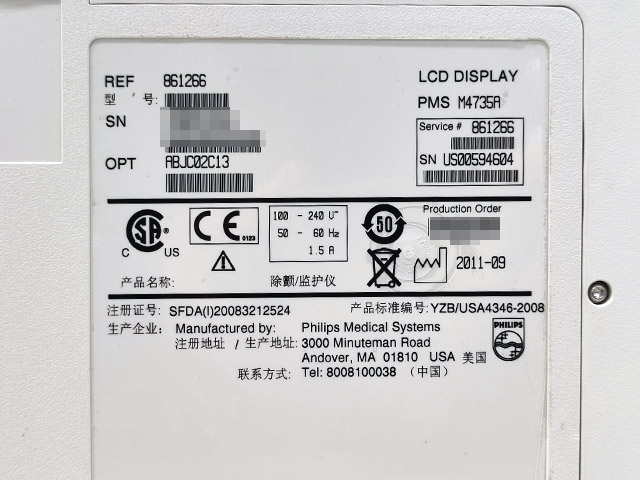 REF 861266
型 号:
SN
OPT ABJC02C13
LCD DISPLAY
PMS M4735A
Service # 861266
SN US00594604
C SA US
CE 0123
100 - 240 V~
50 - 60 Hz
1.5 A
50
Production Order
2011-09
产品名称: 除颤/监护仪
注册证号: SFDA(I)20083212524 产品标准编号: YZB/USA4346-2008
生产企业: Manufactured by: Philips Medical Systems
注册地址 / 生产地址: 3000 Minuteman Road
Andover, MA 01810 USA 美国
联系方式: Tel: 8008100038 (中国)
PHILIPS